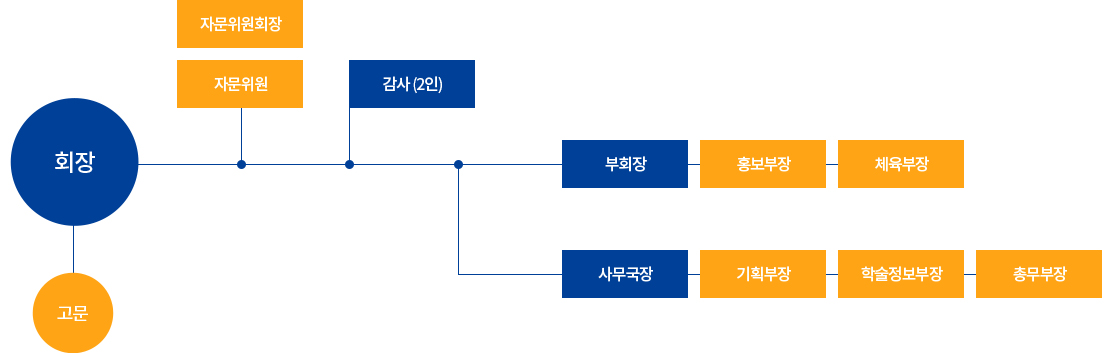 자문위원회장
자문위원
감사 (2인)
회장
부회장
홍보부장
체육부장
사무국장
기획부장
학술정보부장
총무부장
고문